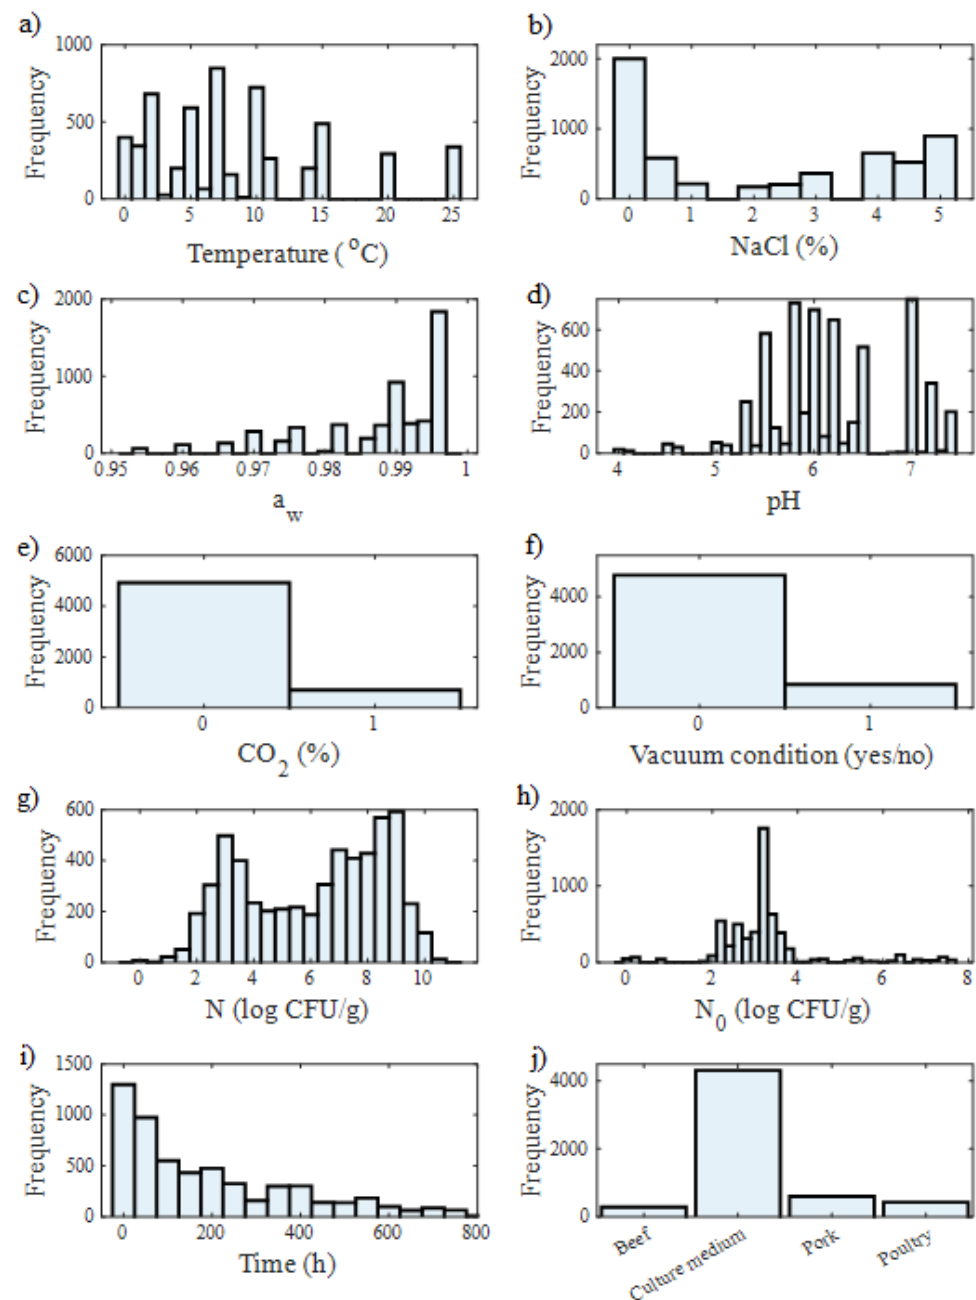 a)
1000
500
0
Frequency
0 5 10 15 20 25
Temperature (°C)
b)
2000
1000
0
Frequency
0 1 2 3 4 5
NaCl (%)
c)
2000
1000
0
Frequency
0.95 0.96 0.97 0.98 0.99 1
a_w
d)
600
400
200
0
Frequency
4 5 6 7
pH
e)
6000
4000
2000
0
Frequency
0 1
CO₂ (%)
f)
4000
2000
0
Frequency
0 1
Vacuum condition (yes/no)
g)
600
400
200
0
Frequency
0 2 4 6 8 10
N (log CFU/g)
h)
2000
1000
0
Frequency
0 2 4 6 8
N₀ (log CFU/g)
i)
1500
1000
500
0
Frequency
0 200 400 600 800
Time (h)
j)
4000
2000
0
Frequency
Beef
Culture medium
Pork
Poultry